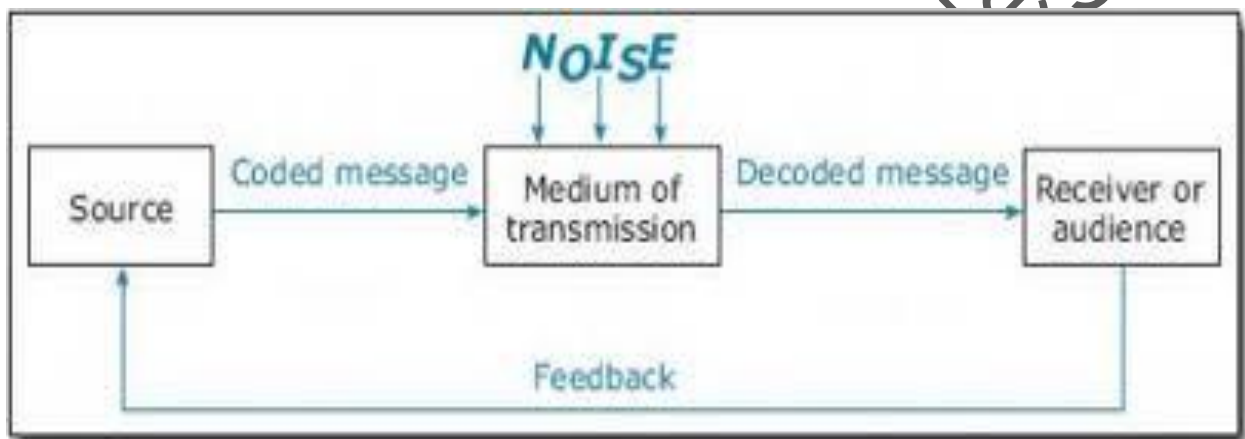 NOISE
Coded message
Decoded message
Source
Medium of
transmission
Receiver or
audience
Feedback